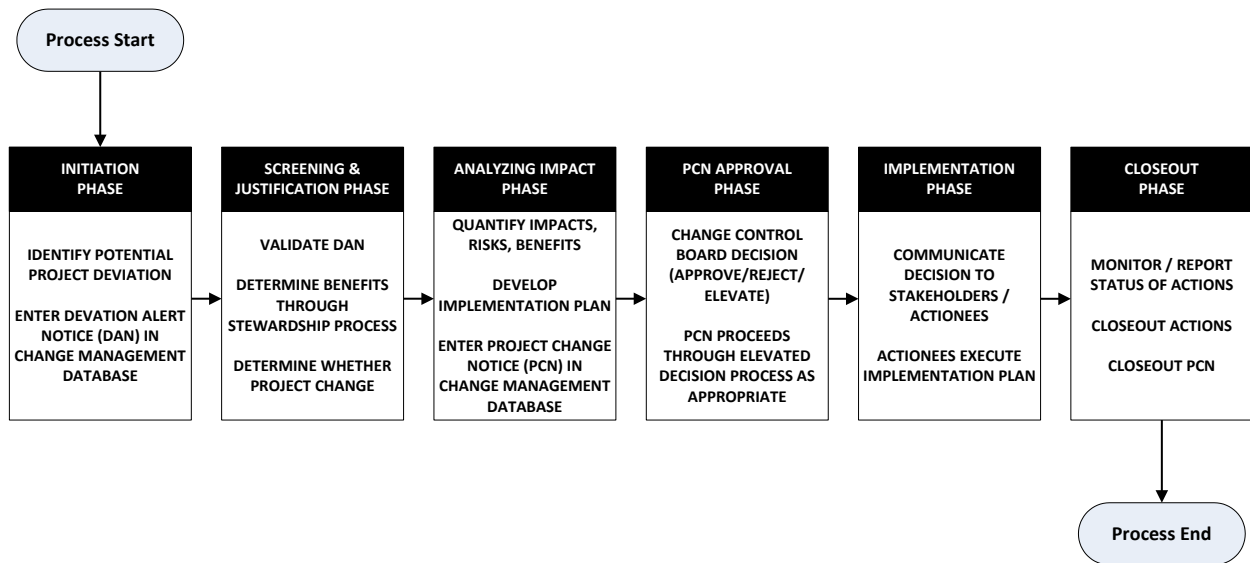 Process Start
INITIATION
PHASE
IDENTIFY POTENTIAL
PROJECT DEVIATION
ENTER DEVATION ALERT
NOTICE (DAN) IN
CHANGE MANAGEMENT
DATABASE
SCREENING &
JUSTIFICATION PHASE
VALIDATE DAN
DETERMINE BENEFITS
THROUGH
STEWARDSHIP PROCESS
DETERMINE WHETHER
PROJECT CHANGE
ANALYZING IMPACT
PHASE
QUANTIFY IMPACTS,
RISKS, BENEFITS
DEVELOP
IMPLEMENTATION PLAN
ENTER PROJECT CHANGE
NOTICE (PCN) IN
CHANGE MANAGEMENT
DATABASE
PCN APPROVAL
PHASE
CHANGE CONTROL
BOARD DECISION
(APPROVE/REJECT/
ELEVATE)
PCN PROCEEDS
THROUGH ELEVATED
DECISION PROCESS AS
APPROPRIATE
IMPLEMENTATION
PHASE
COMMUNICATE
DECISION TO
STAKEHOLDERS /
ACTIONEES
ACTIONEES EXECUTE
IMPLEMENTATION PLAN
CLOSEOUT
PHASE
MONITOR / REPORT
STATUS OF ACTIONS
CLOSEOUT ACTIONS
CLOSEOUT PCN
Process End